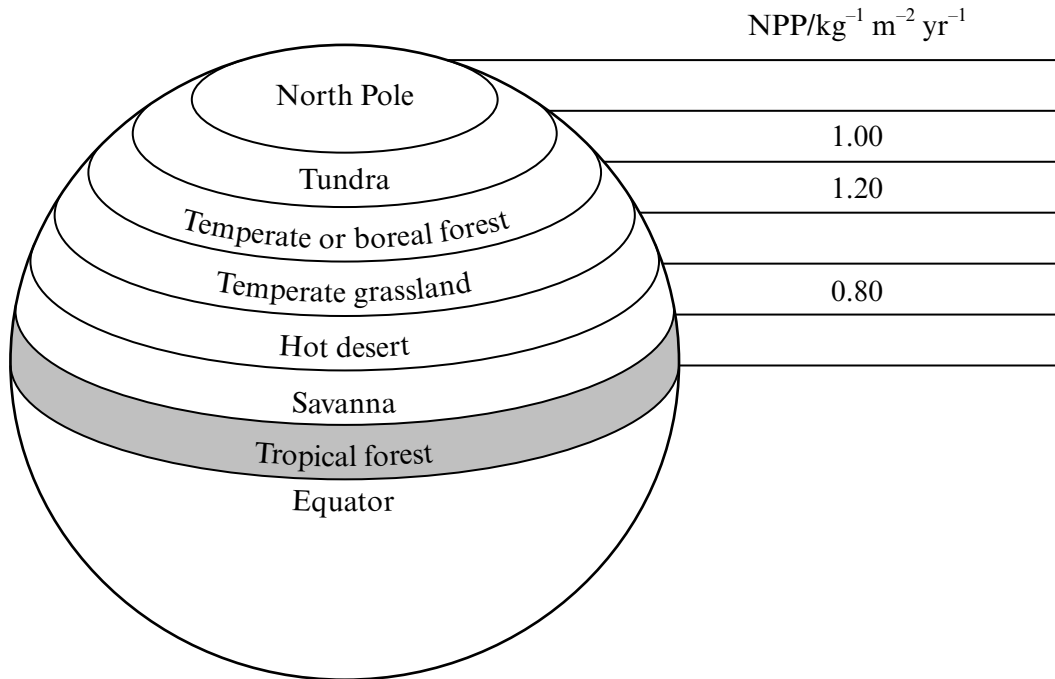 NPP/kg⁻¹ m⁻² yr⁻¹
North Pole
1.00
Tundra
1.20
Temperate or boreal forest
Temperate grassland
0.80
Hot desert
Savanna
Tropical forest
Equator